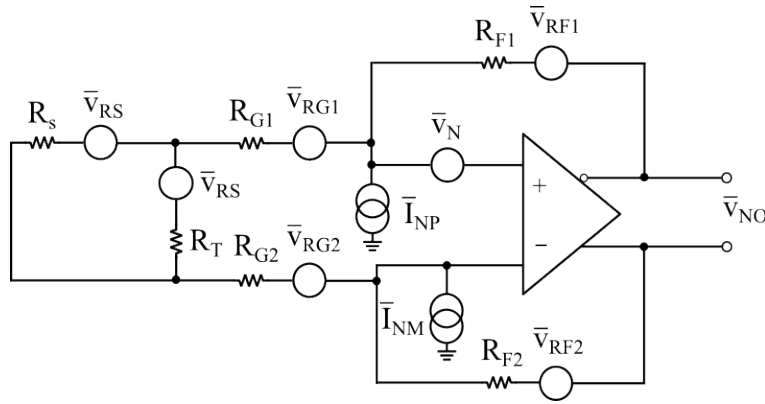 R_F1 v̄_RF1
R_s v̄_RS R_G1 v̄_RG1 v̄_N
v̄_RS
Ī_NP
+
v̄_NO
R_T R_G2 v̄_RG2
−
Ī_NM
R_F2 v̄_RF2